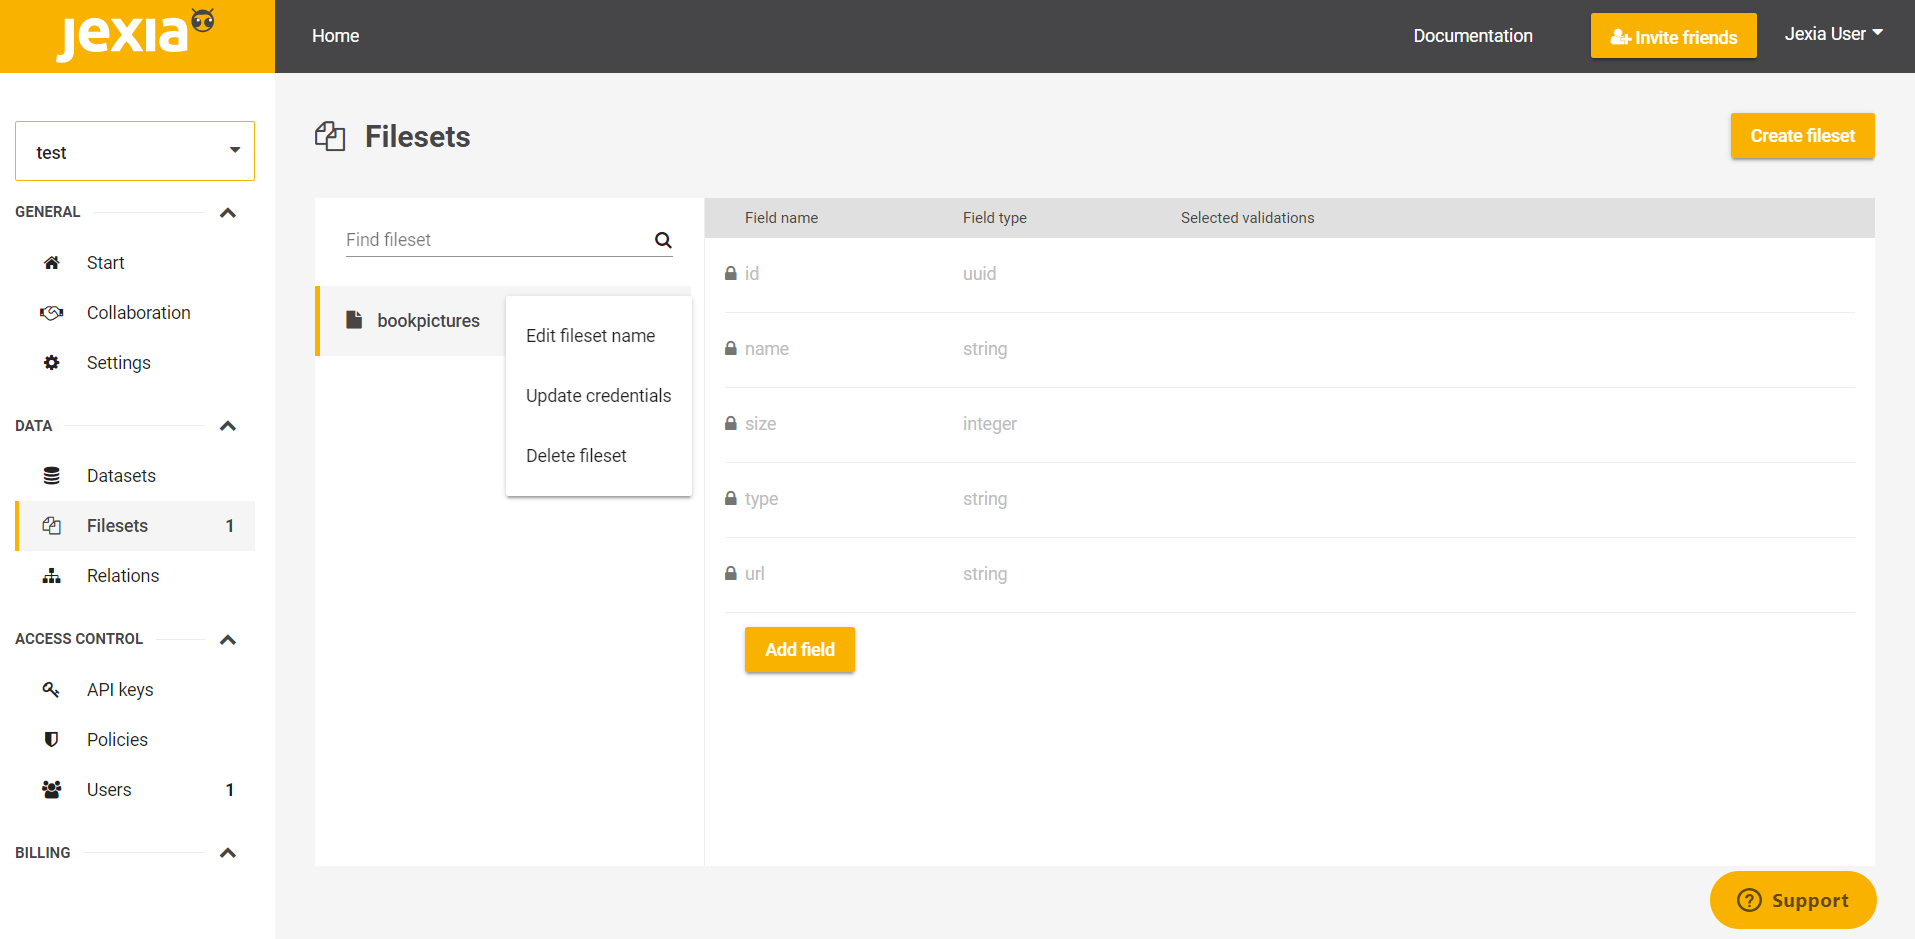 jexia
Home
Documentation
Invite friends
Jexia User
test
GENERAL
Start
Collaboration
Settings
DATA
Datasets
Filesets 1
Relations
ACCESS CONTROL
API keys
Policies
Users 1
BILLING
Filesets
Create fileset
Find fileset
bookpictures
Edit fileset name
Update credentials
Delete fileset
Field name Field type Selected validations
id uuid
name string
size integer
type string
url string
Add field
? Support